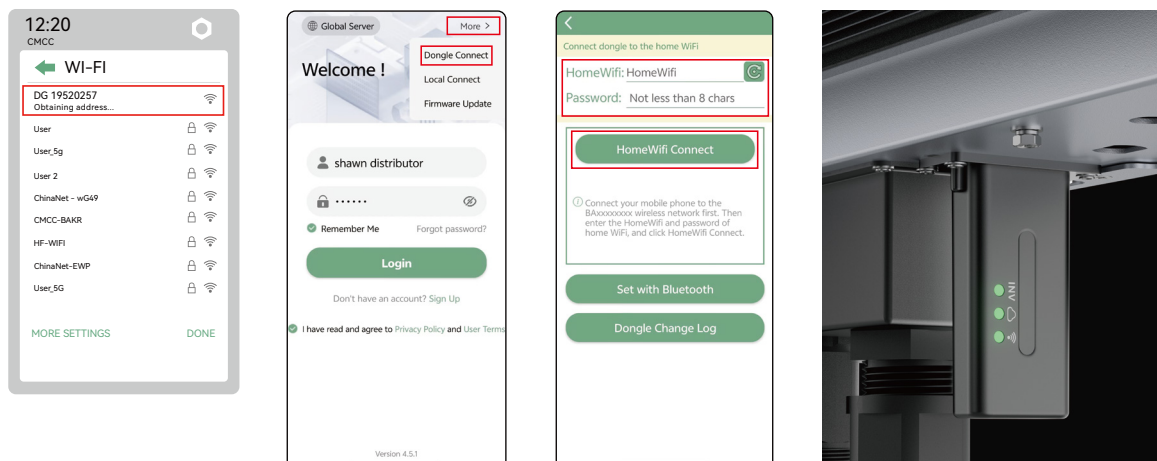 12:20
CMCC
WI-FI
DG 19520257
Obtaining address...
User
User_5g
User 2
ChinaNet - wG49
CMCC-BAKR
HF-WIFI
ChinaNet-EWP
User_5G
MORE SETTINGS DONE
Global Server More >
Welcome !
Dongle Connect
Local Connect
Firmware Update
shawn distributor
Remember Me Forgot password?
Login
Don't have an account? Sign Up
I have read and agree to Privacy Policy and User Terms
Version 4.5.1
Connect dongle to the home WiFi
HomeWifi: HomeWifi
Password: Not less than 8 chars
HomeWifi Connect
Connect your mobile phone to the
BAxxxxxxxx wireless network first. Then
enter the HomeWifi and password of
home WiFi, and click HomeWifi Connect.
Set with Bluetooth
Dongle Change Log
INV